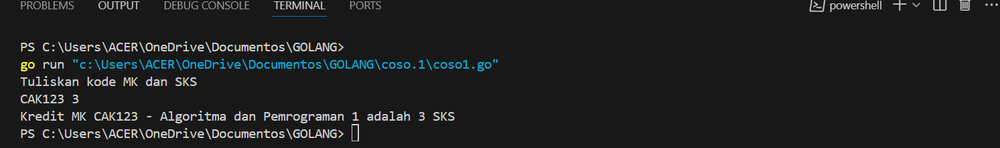 PROBLEMS OUTPUT DEBUG CONSOLE TERMINAL PORTS powershell
PS C:\Users\ACER\OneDrive\Documentos\GOLANG>
go run "c:\Users\ACER\OneDrive\Documentos\GOLANG\coso.1\coso1.go"
Tuliskan kode MK dan SKS
CAK123 3
Kredit MK CAK123 - Algoritma dan Pemrograman 1 adalah 3 SKS
PS C:\Users\ACER\OneDrive\Documentos\GOLANG>